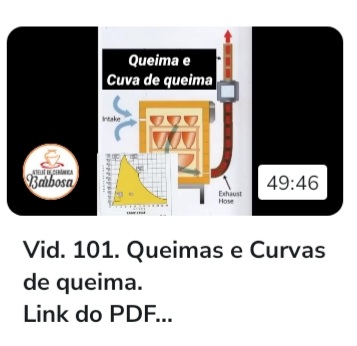 Queima e
Cuva de queima
Intake
Exhaust
Hose
ATELIÊ DE CERÂMICA
Barbosa
49:46
Vid. 101. Queimas e Curvas
de queima.
Link do PDF...